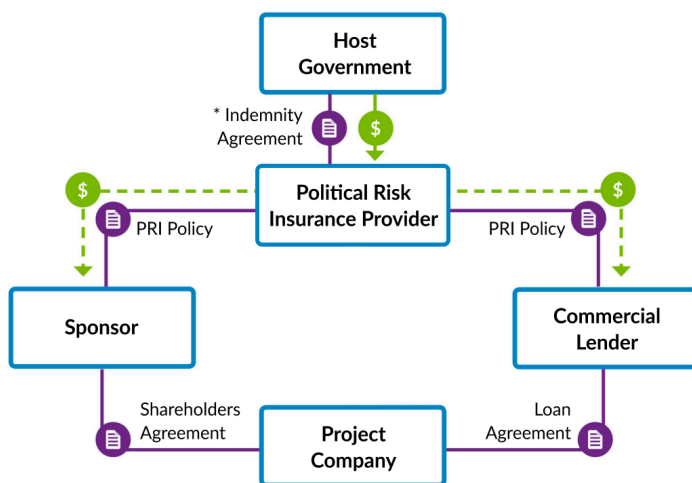 Host
Government
* Indemnity
Agreement
$
$
Political Risk
Insurance Provider
$
PRI Policy
PRI Policy
Sponsor
Commercial
Lender
Shareholders
Agreement
Project
Company
Loan
Agreement